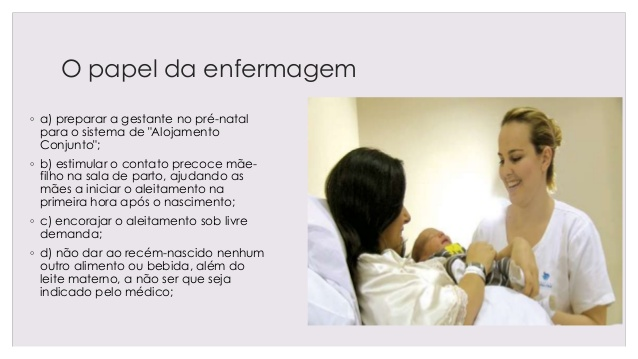 O papel da enfermagem
◦ a) preparar a gestante no pré-natal
para o sistema de "Alojamento
Conjunto";
◦ b) estimular o contato precoce mãe-
filho na sala de parto, ajudando as
mães a iniciar o aleitamento na
primeira hora após o nascimento;
◦ c) encorajar o aleitamento sob livre
demanda;
◦ d) não dar ao recém-nascido nenhum
outro alimento ou bebida, além do
leite materno, a não ser que seja
indicado pelo médico;